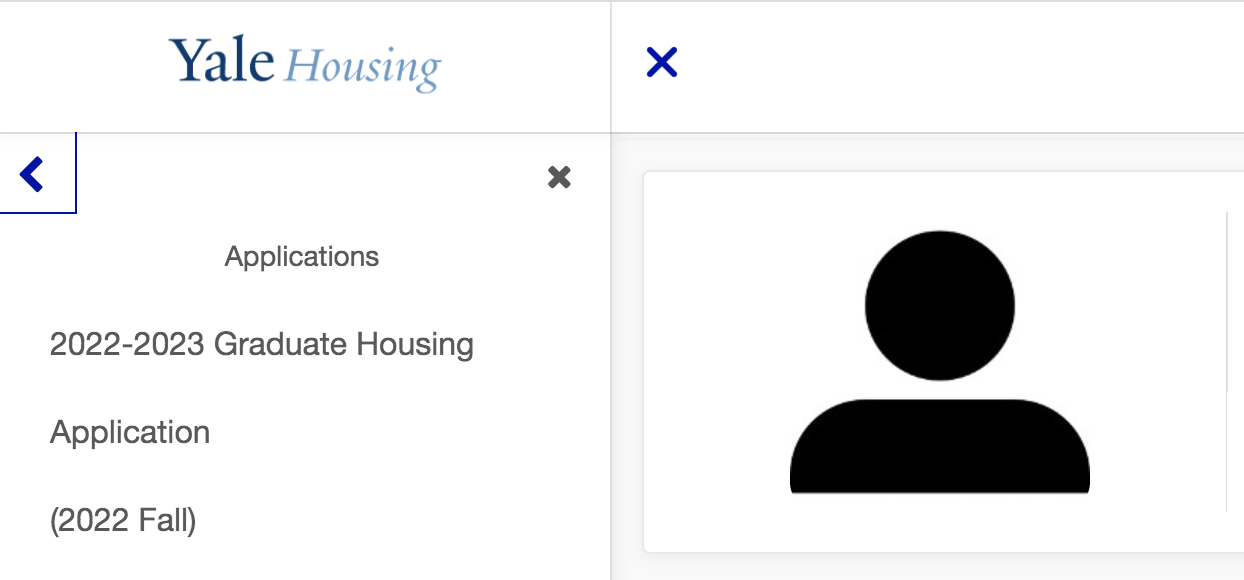 Yale Housing
Applications
2022-2023 Graduate Housing
Application
(2022 Fall)